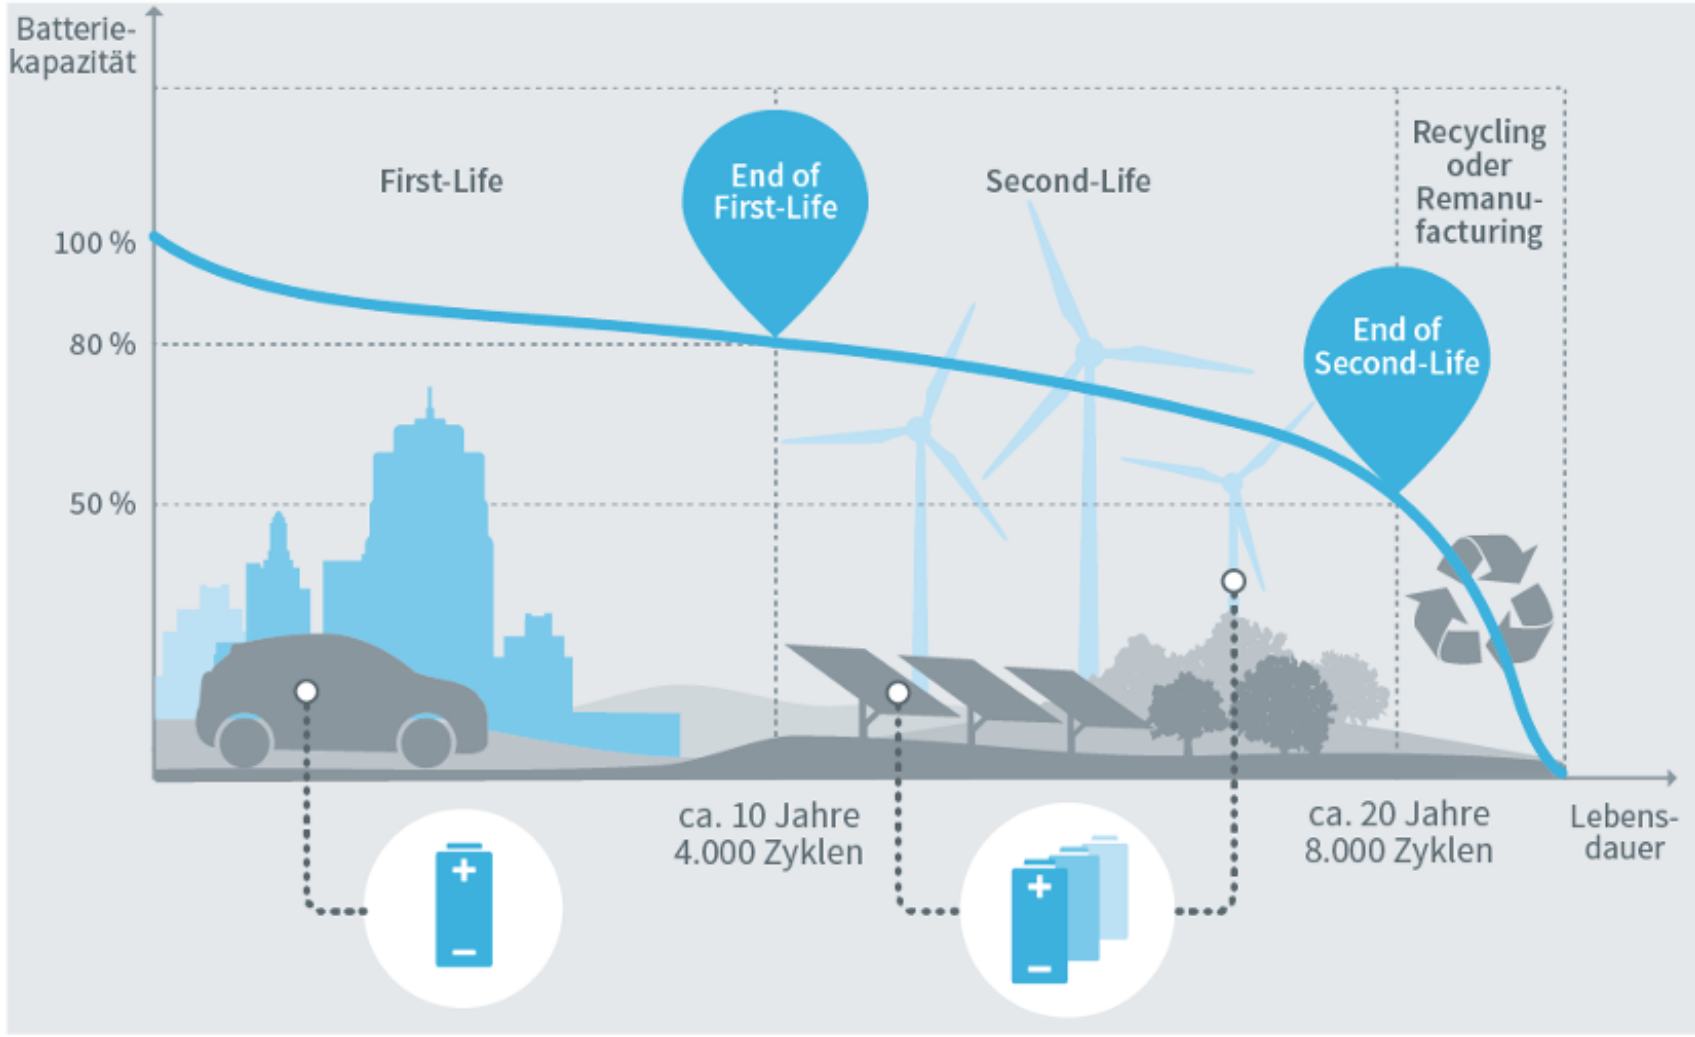 Batterie-
kapazität
First-Life
End of
First-Life
Second-Life
Recycling
oder
Remanu-
facturing
100 %
80 %
End of
Second-Life
50 %
ca. 10 Jahre
4.000 Zyklen
ca. 20 Jahre
8.000 Zyklen
Lebens-
dauer